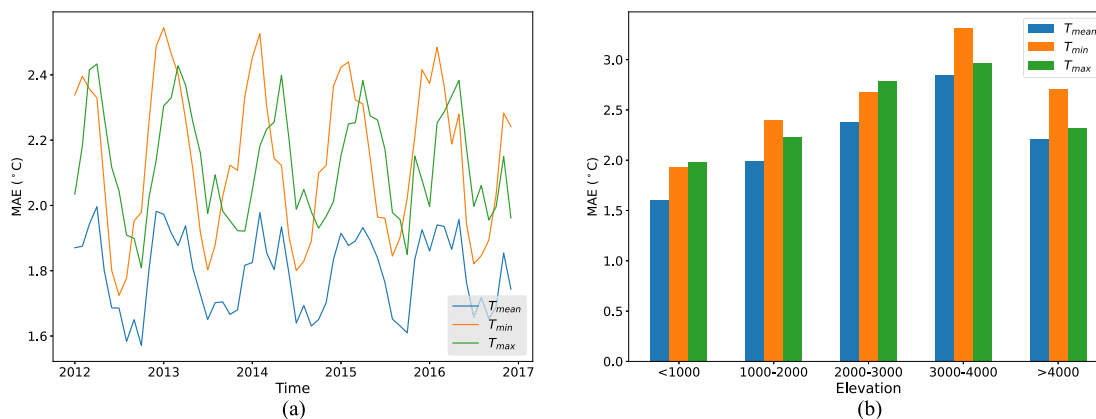 MAE (°C)
2.4
2.2
2.0
1.8
1.6
T_mean
T_min
T_max
2012 2013 2014 2015 2016 2017
Time
(a)
MAE (°C)
3.0
2.5
2.0
1.5
1.0
0.5
0.0
T_mean
T_min
T_max
<1000 1000-2000 2000-3000 3000-4000 >4000
Elevation
(b)